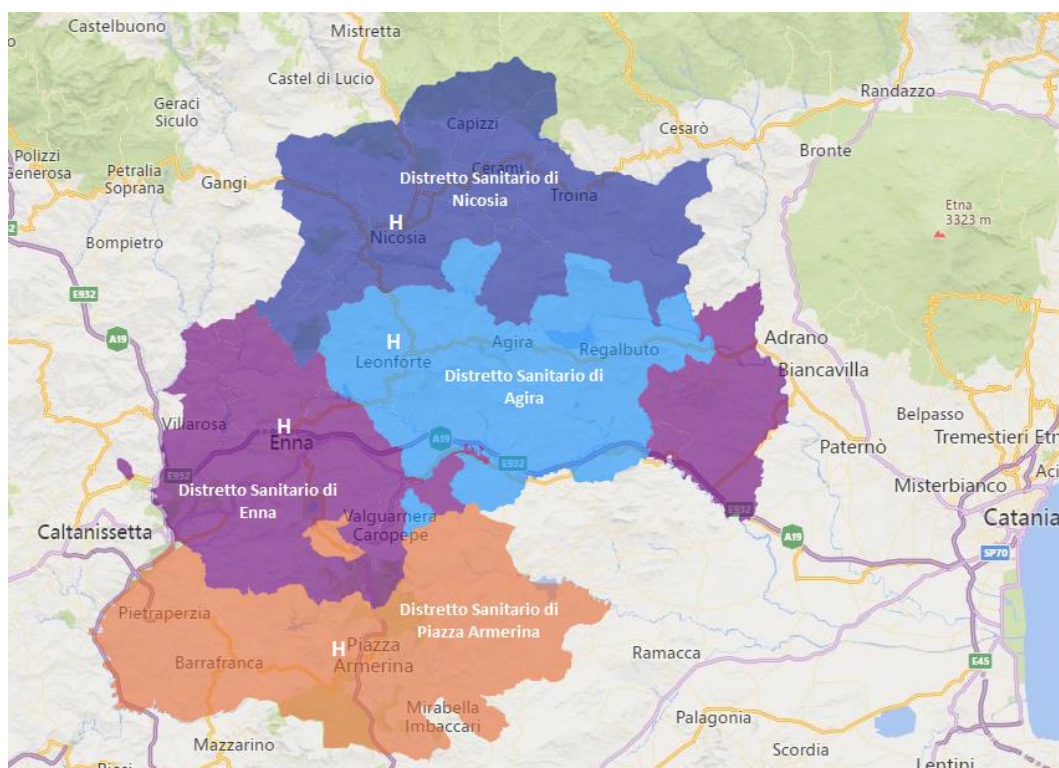 Castelbuono
Mistretta
Castel di Lucio
Geraci
Siculo
Randazzo
Capizzi
Cesarò
Polizzi
Generosa
Petralia
Soprana
Gangi
Cerami
Bronte
Distretto Sanitario di
Nicosia
Troina
Etna
3323 m
H
Nicosia
Bompietro
E932
A19
H
Leonforte
Agira
Regalbuto
Adrano
Biancavilla
Distretto Sanitario di
Agira
Villarosa
H
Enna
A19
Belpasso
Paternò
Tremestieri Etn
E932
E932
Aci
Misterbianco
Distretto Sanitario di
Enna
Valguarnera
Caropepe
E932
Caltanissetta
A19
Catania
SP70
Pietraperzia
Distretto Sanitario di
Piazza Armerina
H
Piazza
Armerina
Barrafranca
Ramacca
E45
Mirabella
Imbaccari
Palagonia
Mazzarino
Scordia
Lentini